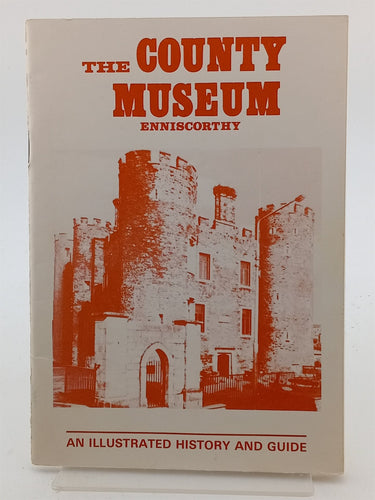 THE COUNTY
MUSEUM
ENNISCORTHY
AN ILLUSTRATED HISTORY AND GUIDE